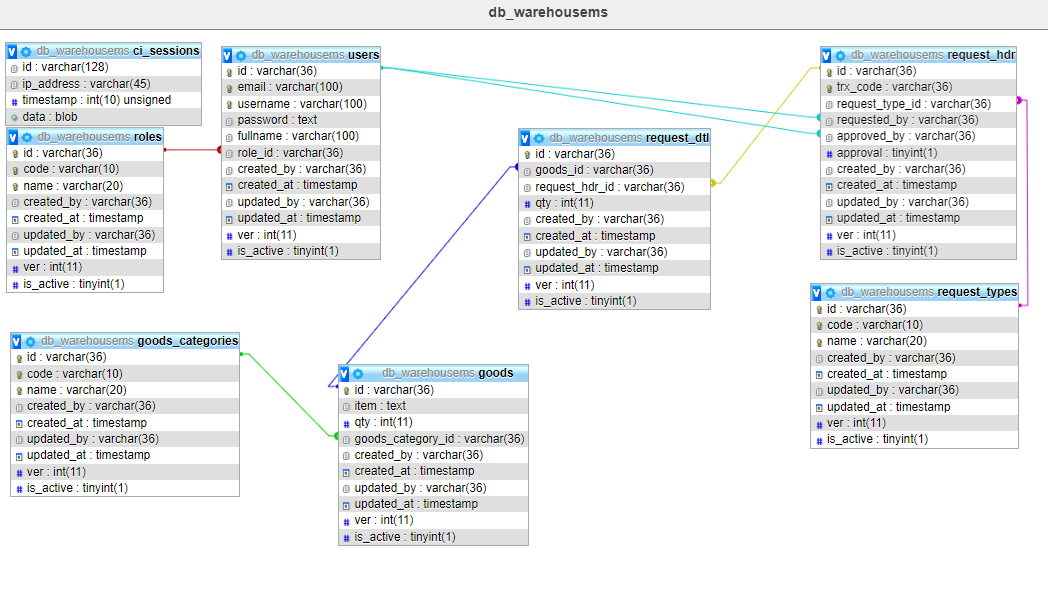 db_warehousems
db_warehousems ci_sessions
id : varchar(128)
ip_address : varchar(45)
timestamp : int(10) unsigned
data : blob
db_warehousems roles
id : varchar(36)
code : varchar(10)
name : varchar(20)
created_by : varchar(36)
created_at : timestamp
updated_by : varchar(36)
updated_at : timestamp
ver : int(11)
is_active : tinyint(1)
db_warehousems users
id : varchar(36)
email : varchar(100)
username : varchar(100)
password : text
fullname : varchar(100)
role_id : varchar(36)
created_by : varchar(36)
created_at : timestamp
updated_by : varchar(36)
updated_at : timestamp
ver : int(11)
is_active : tinyint(1)
db_warehousems request_dtl
id : varchar(36)
goods_id : varchar(36)
request_hdr_id : varchar(36)
qty : int(11)
created_by : varchar(36)
created_at : timestamp
updated_by : varchar(36)
updated_at : timestamp
ver : int(11)
is_active : tinyint(1)
db_warehousems request_hdr
id : varchar(36)
trx_code : varchar(36)
request_type_id : varchar(36)
requested_by : varchar(36)
approved_by : varchar(36)
approval : tinyint(1)
created_by : varchar(36)
created_at : timestamp
updated_by : varchar(36)
updated_at : timestamp
ver : int(11)
is_active : tinyint(1)
db_warehousems request_types
id : varchar(36)
code : varchar(10)
name : varchar(20)
created_by : varchar(36)
created_at : timestamp
updated_by : varchar(36)
updated_at : timestamp
ver : int(11)
is_active : tinyint(1)
db_warehousems goods_categories
id : varchar(36)
code : varchar(10)
name : varchar(20)
created_by : varchar(36)
created_at : timestamp
updated_by : varchar(36)
updated_at : timestamp
ver : int(11)
is_active : tinyint(1)
db_warehousems goods
id : varchar(36)
item : text
qty : int(11)
goods_category_id : varchar(36)
created_by : varchar(36)
created_at : timestamp
updated_by : varchar(36)
updated_at : timestamp
ver : int(11)
is_active : tinyint(1)